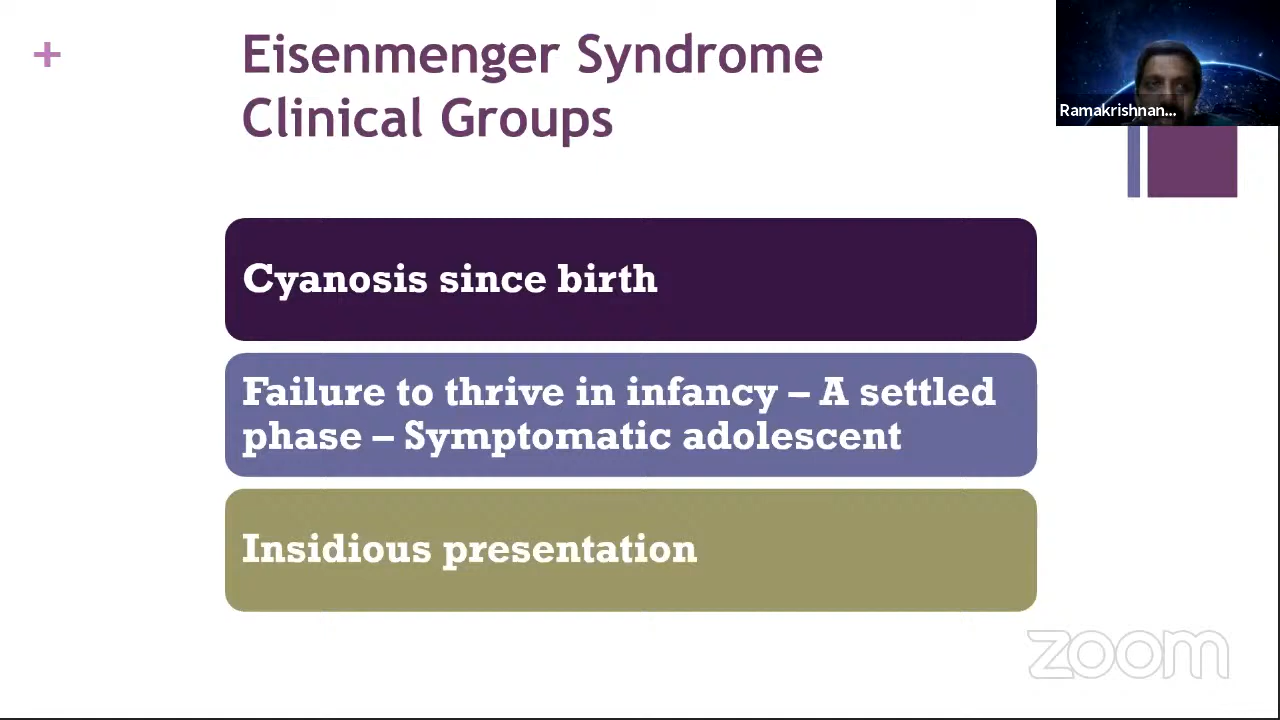 +
Eisenmenger Syndrome
Clinical Groups
Ramakrishnan...
Cyanosis since birth
Failure to thrive in infancy – A settled
phase – Symptomatic adolescent
Insidious presentation
zoom